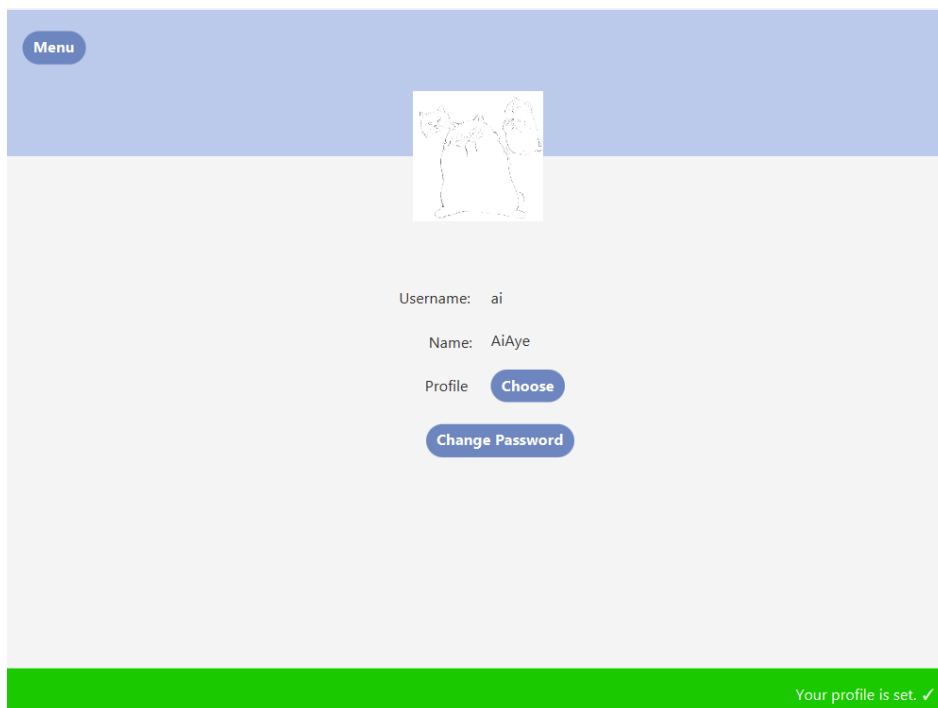 Menu
Username: ai
Name: AiAye
Profile Choose
Change Password
Your profile is set. ✓